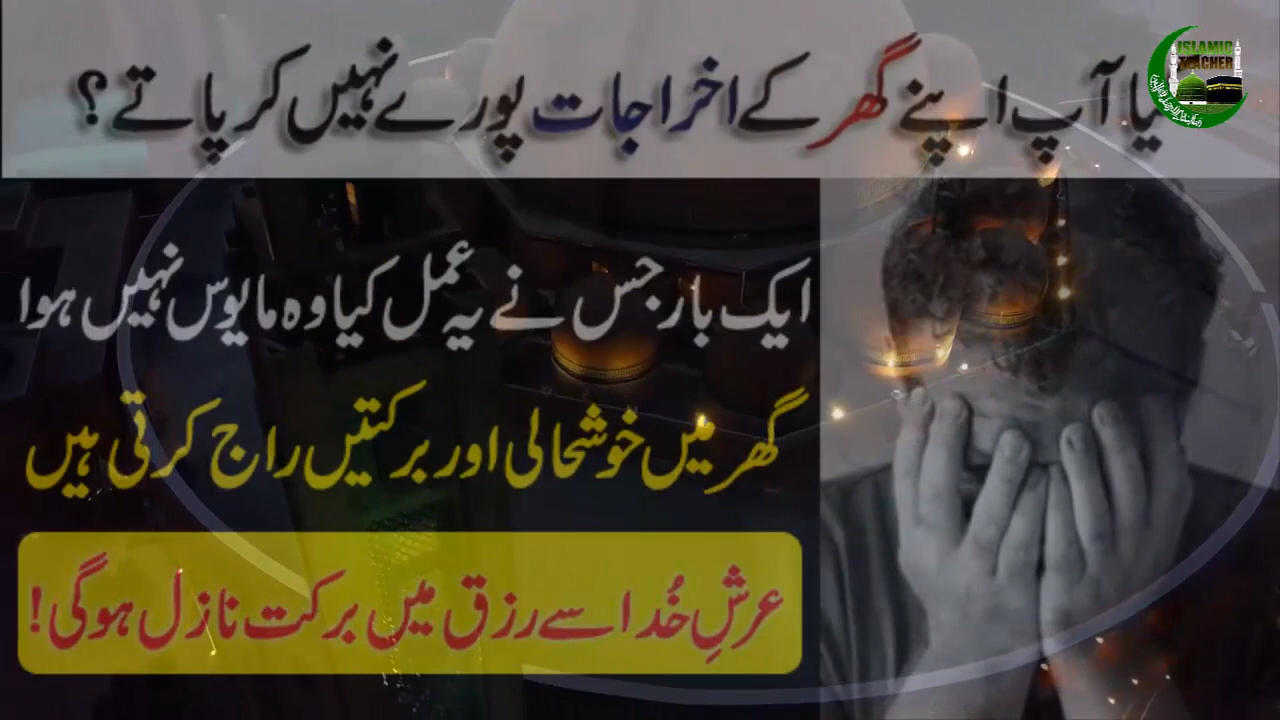 کیا آپ اپنے گھر کے اخراجات پورے نہیں کر پاتے؟
ISLAMIC
TEACHER
ایک بار جس نے یہ عمل کیا وہ مایوس نہیں ہوا
گھر میں خوشحالی اور برکتیں راج کرتی ہیں
عرشِ خُدا سے رزق میں برکت نازل ہوگی!